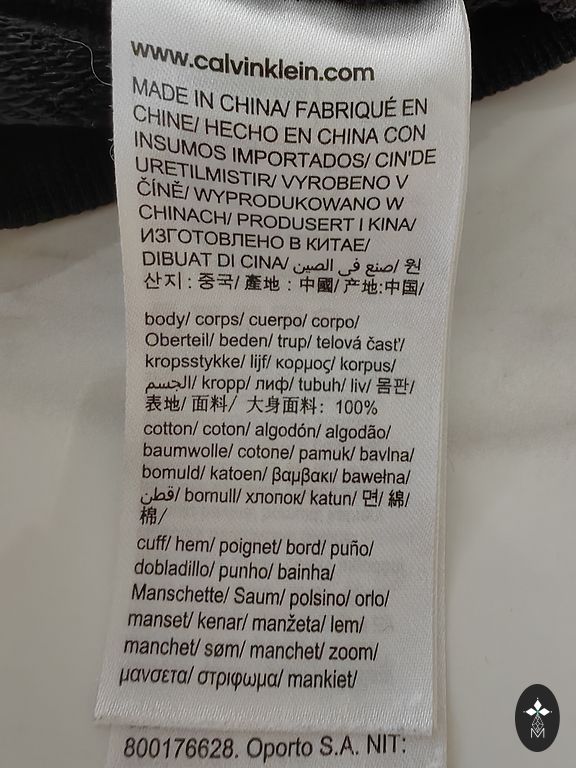 www.calvinklein.com
MADE IN CHINA/ FABRIQUÉ EN
CHINE/ HECHO EN CHINA CON
INSUMOS IMPORTADOS/ CIN'DE
URETILMISTIR/ VYROBENO V
ČÍNĚ/ WYPRODUKOWANO W
CHINACH/ PRODUSERT I KINA/
ИЗГОТОВЛЕНО В КИТАЕ/
DIBUAT DI CINA/ صنع في الصين/ 원
산지 : 중국/ 產地 : 中國/ 产地:中国/
body/ corps/ cuerpo/ corpo/
Oberteil/ beden/ trup/ telová časť/
kropsstykke/ lijf/ κορμος/ korpus/
الجسم/ kropp/ лиф/ tubuh/ liv/ 몸판/
表地/ 面料/ 大身面料: 100%
cotton/ coton/ algodón/ algodão/
baumwolle/ cotone/ pamuk/ bavlna/
bomuld/ katoen/ βαμβακι/ bawełna/
قطن/ bomull/ хлопок/ katun/ 면/ 綿/
棉/
cuff/ hem/ poignet/ bord/ puño/
dobladillo/ punho/ bainha/
Manschette/ Saum/ polsino/ orlo/
manset/ kenar/ manžeta/ lem/
manchet/ søm/ manchet/ zoom/
μανσετα/ στριφωμα/ mankiet/
800176628. Oporto S.A. NIT: